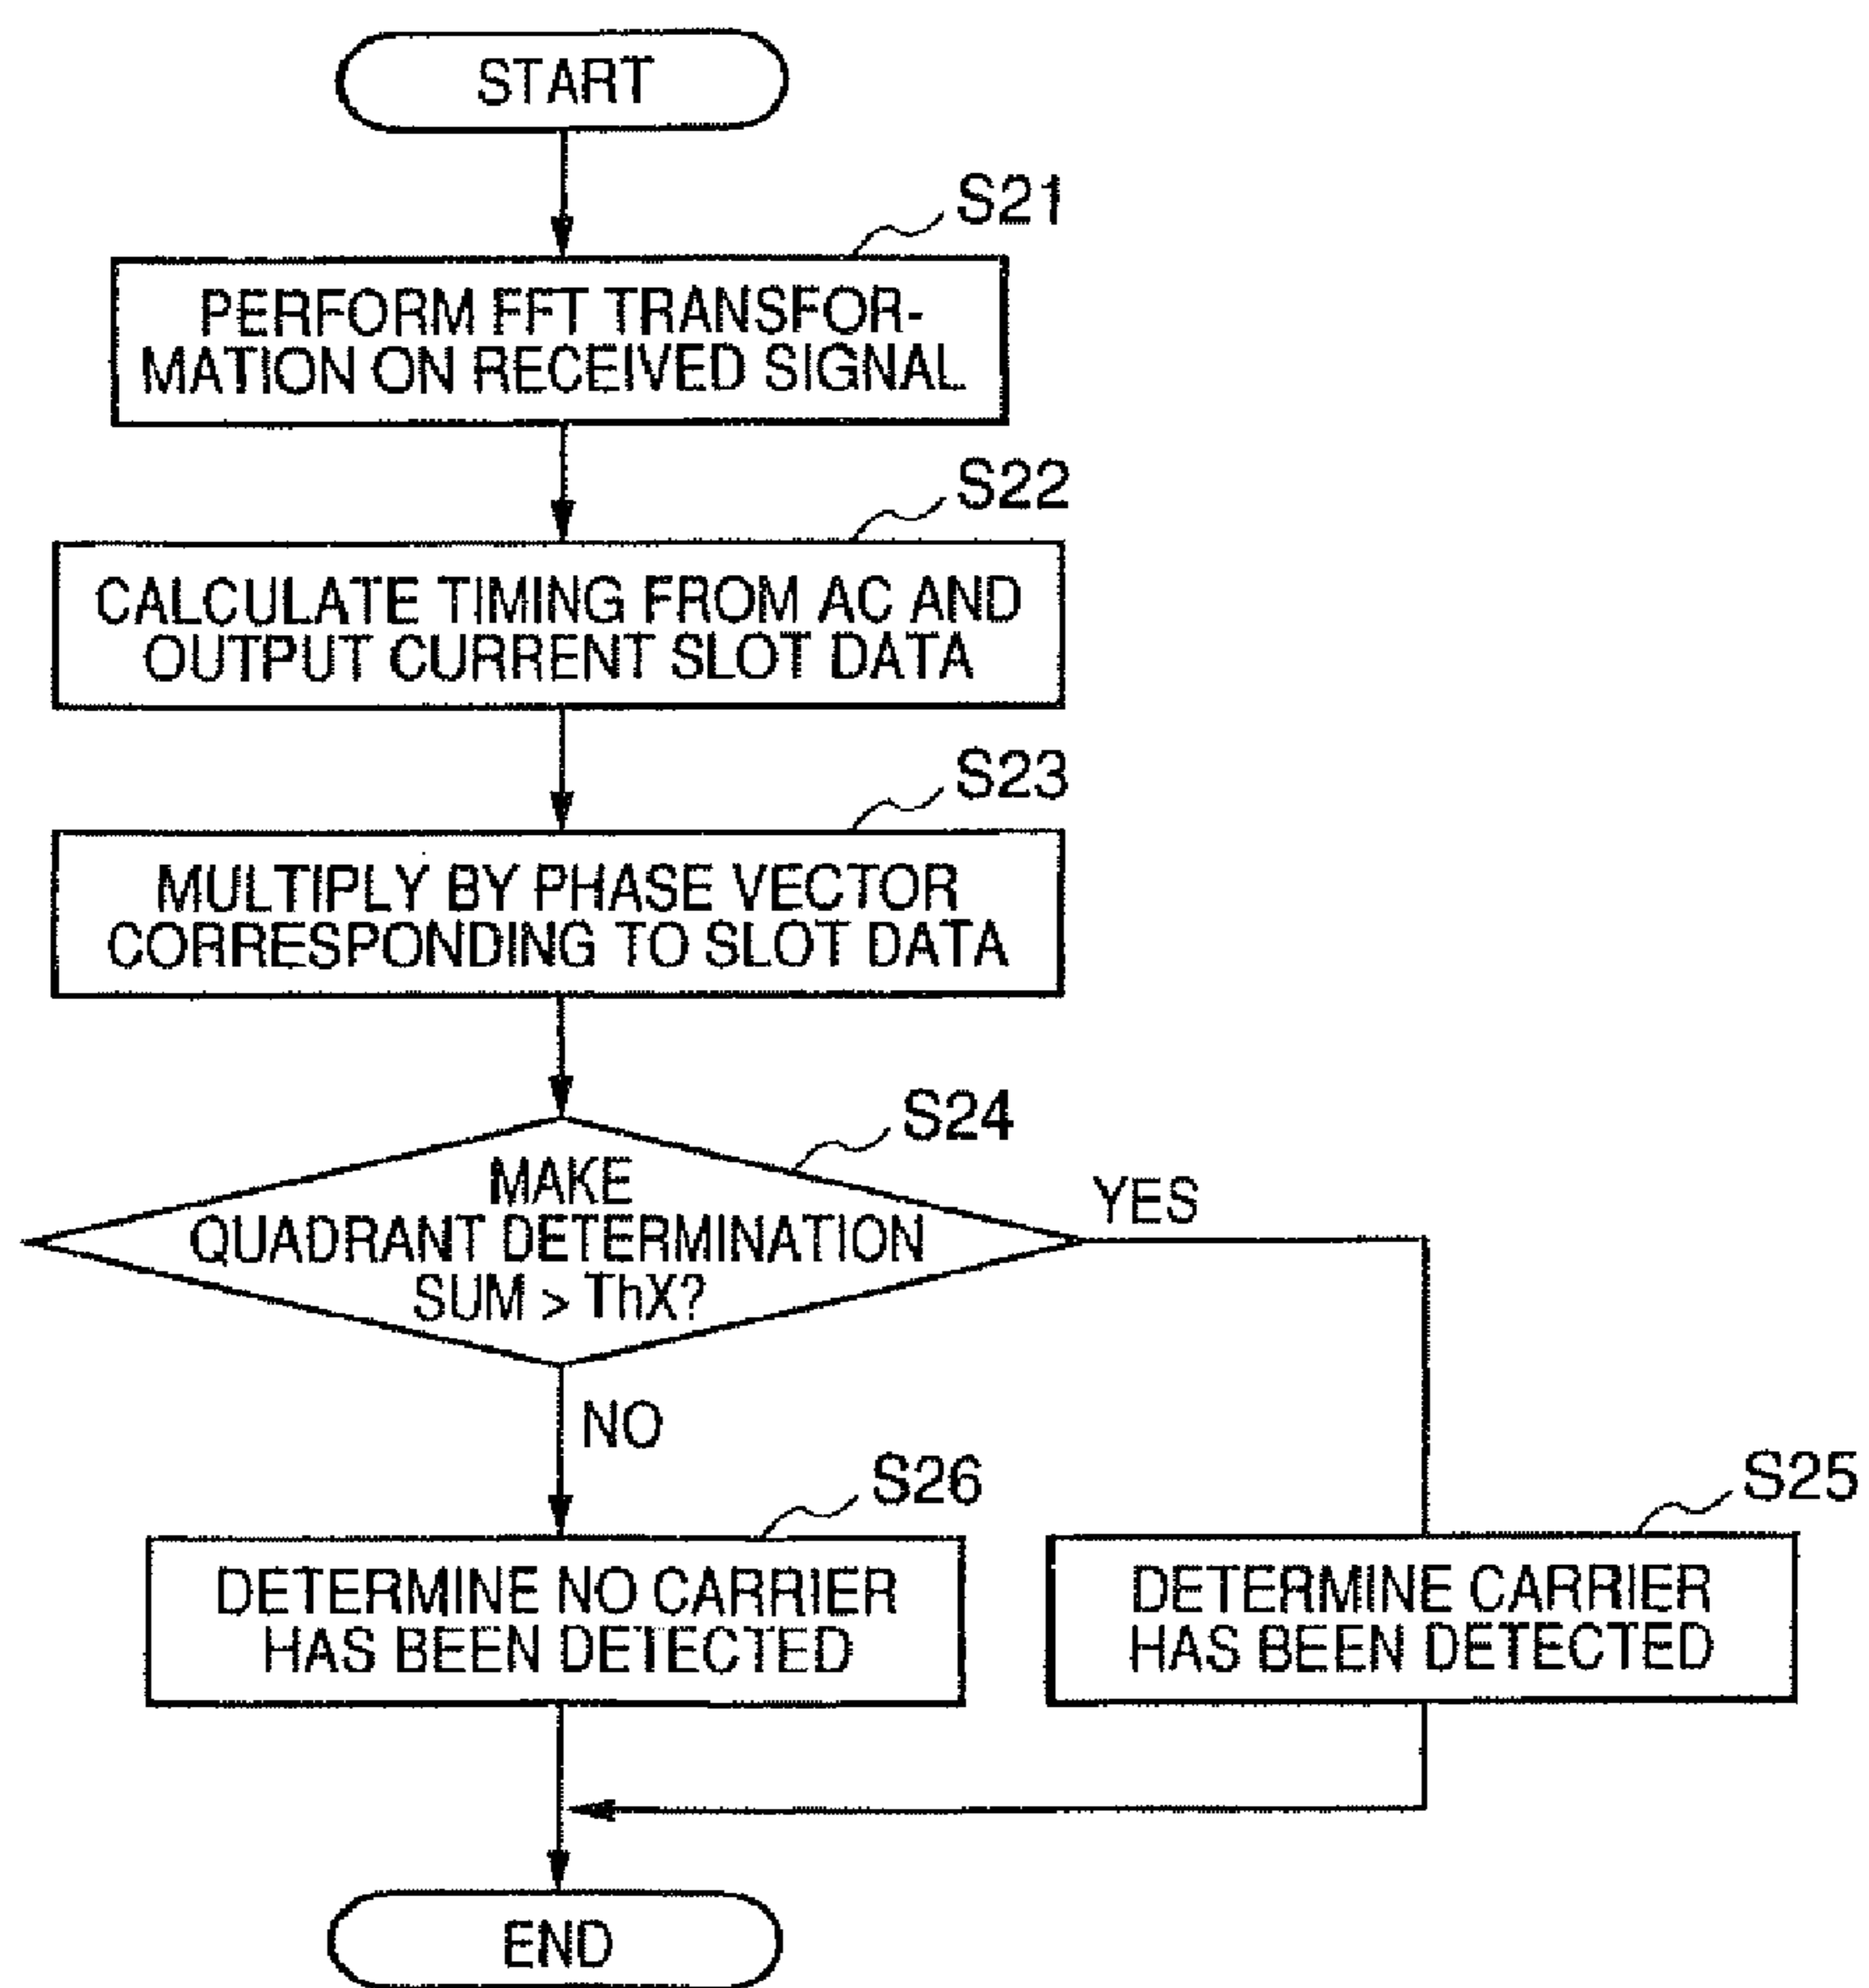 START
S21
PERFORM FFT TRANSFOR-
MATION ON RECEIVED SIGNAL
S22
CALCULATE TIMING FROM AC AND
OUTPUT CURRENT SLOT DATA
S23
MULTIPLY BY PHASE VECTOR
CORRESPONDING TO SLOT DATA
S24
MAKE
QUADRANT DETERMINATION
SUM > ThX?
YES
NO
S26
DETERMINE NO CARRIER
HAS BEEN DETECTED
S25
DETERMINE CARRIER
HAS BEEN DETECTED
END